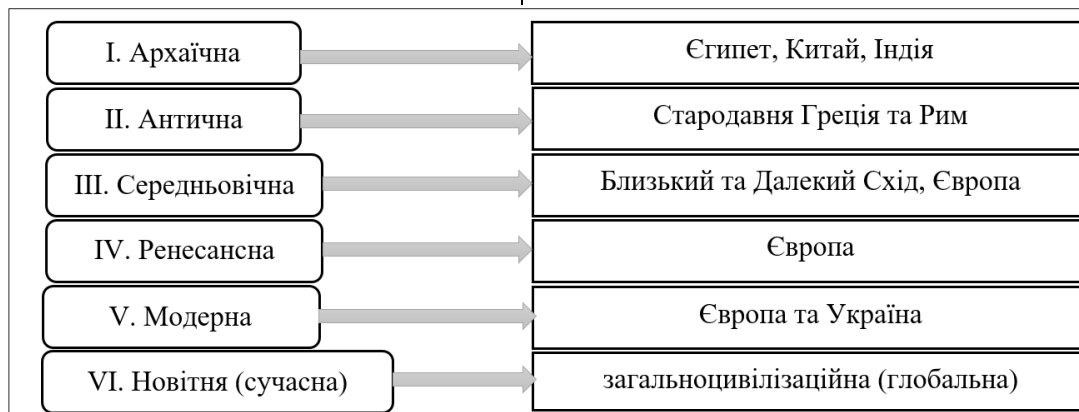 I. Архаїчна
Єгипет, Китай, Індія
II. Антична
Стародавня Греція та Рим
III. Середньовічна
Близький та Далекий Схід, Європа
IV. Ренесансна
Європа
V. Модерна
Європа та Україна
VI. Новітня (сучасна)
загальноцивілізаційна (глобальна)